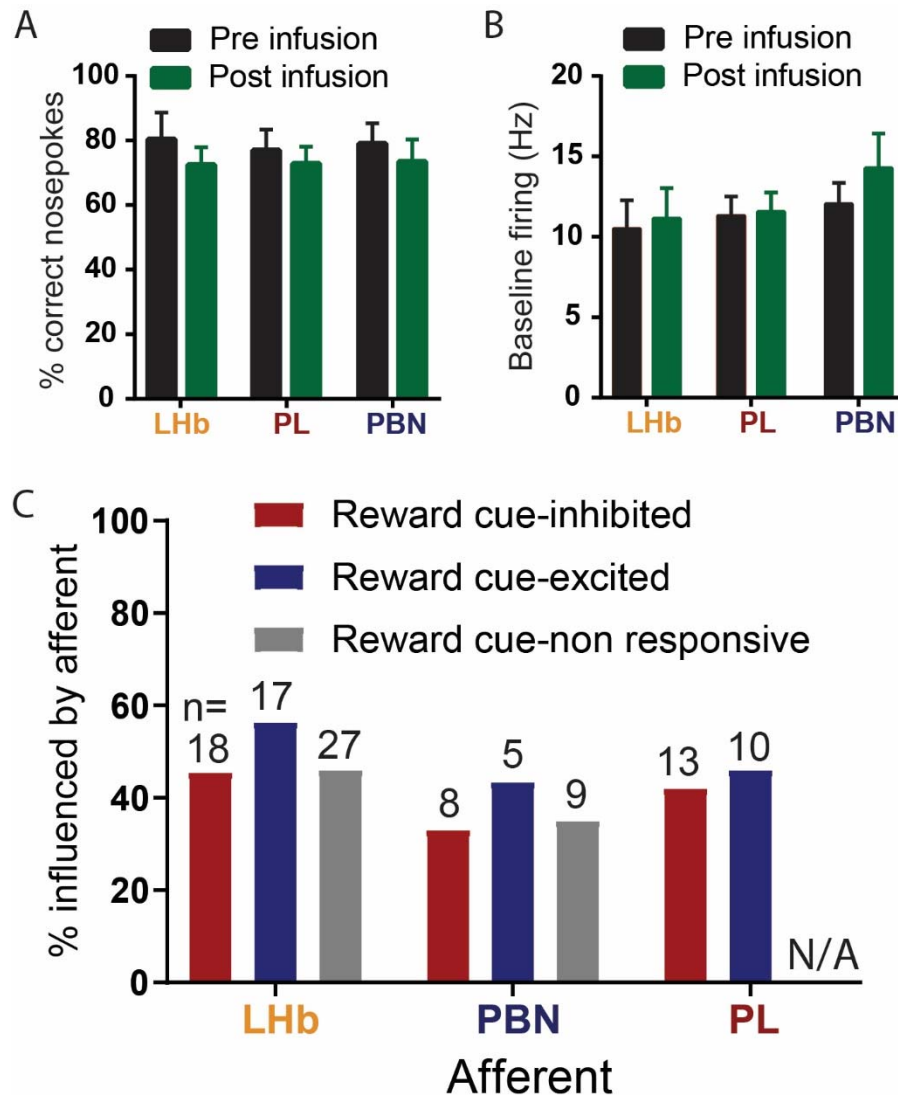 A
Pre infusion
Post infusion
% correct nosepokes
100
80
60
40
20
0
LHb PL PBN
B
Pre infusion
Post infusion
Baseline firing (Hz)
20
15
10
5
0
LHb PL PBN
C
Reward cue-inhibited
Reward cue-excited
Reward cue-non responsive
% influenced by afferent
100
80
60
40
20
0
n=
18 17 27
8 5 9
13 10
N/A
LHb PBN PL
Afferent